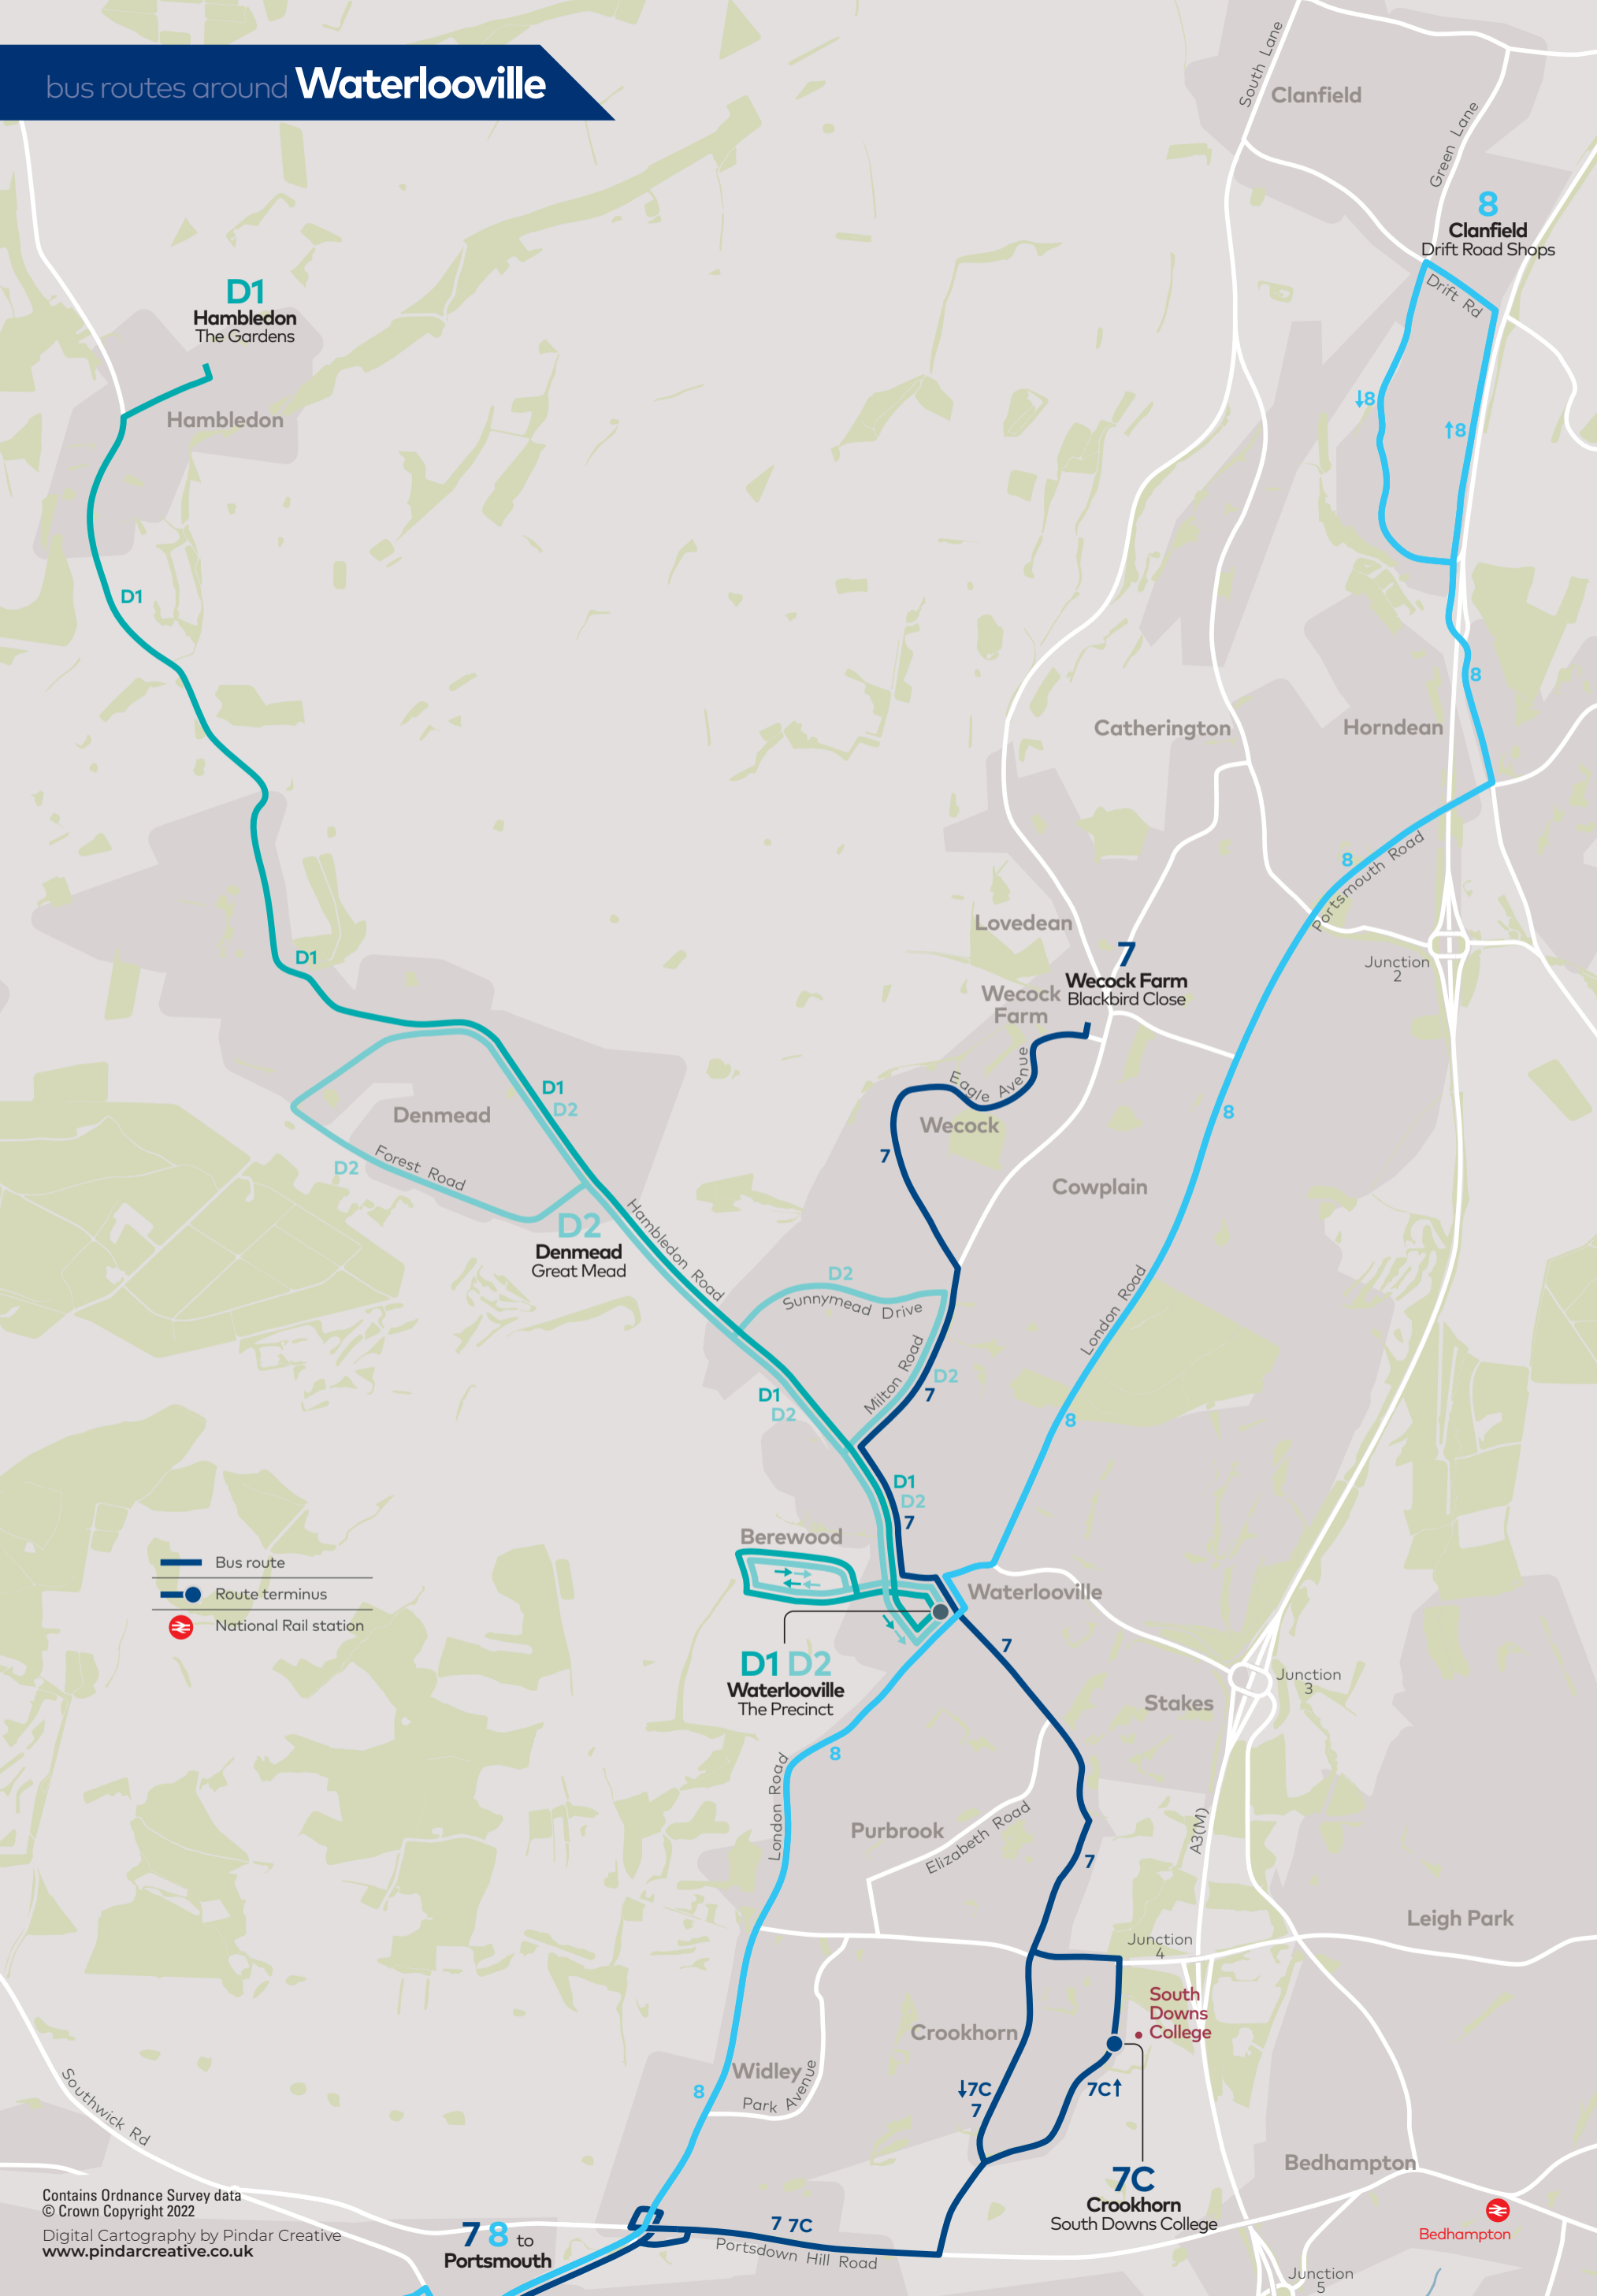 bus routes around Waterlooville
South Lane
Clanfield
Green Lane
8
Clanfield
Drift Road Shops
Drift Rd
D1
Hambledon
The Gardens
Hambledon
↓8
↑8
D1
8
Catherington
Horndean
8
Portsmouth Road
Lovedean
7
Wecock Farm
Blackbird Close
Wecock
Farm
Junction
2
D1
Eagle Avenue
D1
D2
Denmead
Wecock
8
7
Forest Road
D2
Cowplain
Hambledon Road
D2
Denmead
Great Mead
D2
Sunnymead Drive
London Road
Milton Road
D2
7
D1
D2
8
D1
D2
7
Berewood
Bus route
Route terminus
National Rail station
Waterlooville
7
D1 D2
Waterlooville
The Precinct
Junction
3
Stakes
8
London Road
Purbrook
Elizabeth Road
A3(M)
7
Leigh Park
Junction
4
South
Downs
College
Crookhorn
Widley
Park Avenue
8
↓7C
7
7C↑
Southwick Rd
Bedhampton
7C
Crookhorn
South Downs College
Contains Ordnance Survey data
© Crown Copyright 2022
Digital Cartography by Pindar Creative
www.pindarcreative.co.uk
7 8 to
Portsmouth
7 7C
Portsdown Hill Road
Bedhampton
Junction
5